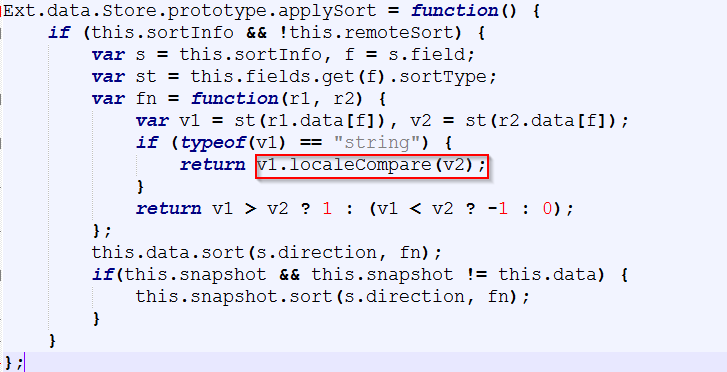 Ext.data.Store.prototype.applySort = function() {
if (this.sortInfo && !this.remoteSort) {
var s = this.sortInfo, f = s.field;
var st = this.fields.get(f).sortType;
var fn = function(r1, r2) {
var v1 = st(r1.data[f]), v2 = st(r2.data[f]);
if (typeof(v1) == "string") {
return v1.localeCompare(v2);
}
return v1 > v2 ? 1 : (v1 < v2 ? -1 : 0);
};
this.data.sort(s.direction, fn);
if(this.snapshot && this.snapshot != this.data) {
this.snapshot.sort(s.direction, fn);
}
}
};